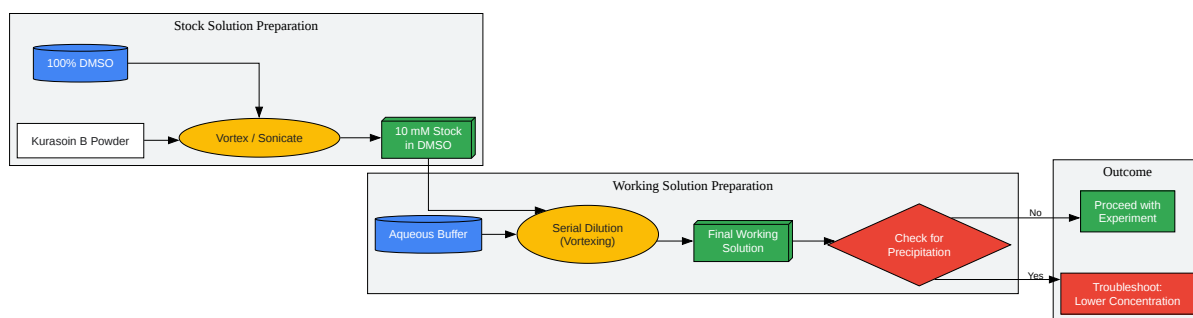 Stock Solution Preparation
100% DMSO
Kurasoin B Powder
Vortex / Sonicate
10 mM Stock
in DMSO
Working Solution Preparation
Aqueous Buffer
Serial Dilution
(Vortexing)
Final Working
Solution
Check for
Precipitation
No
Yes
Outcome
Proceed with
Experiment
Troubleshoot:
Lower Concentration